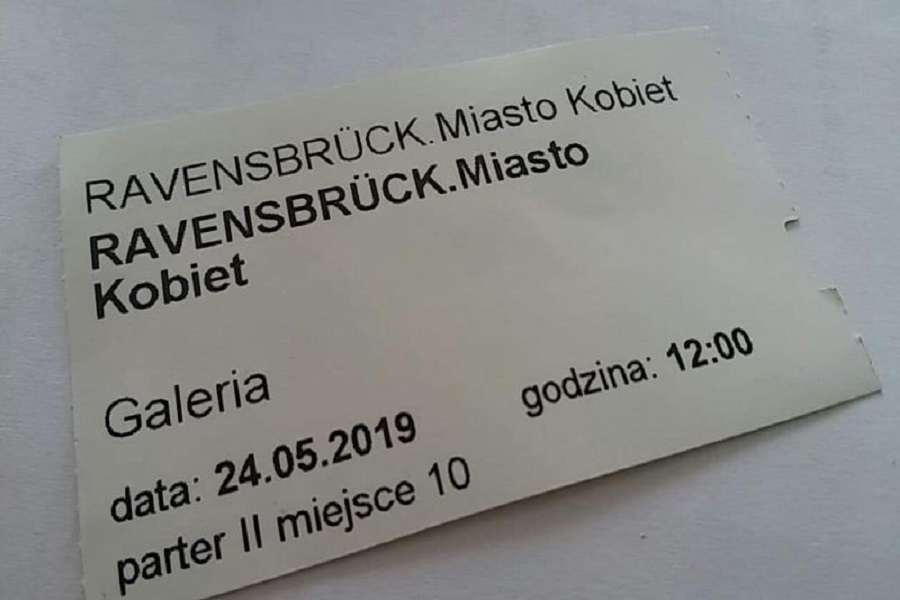 RAVENSBRÜCK.Miasto Kobiet
RAVENSBRÜCK.Miasto
Kobiet
Galeria
data: 24.05.2019 godzina: 12:00
parter II miejsce 10